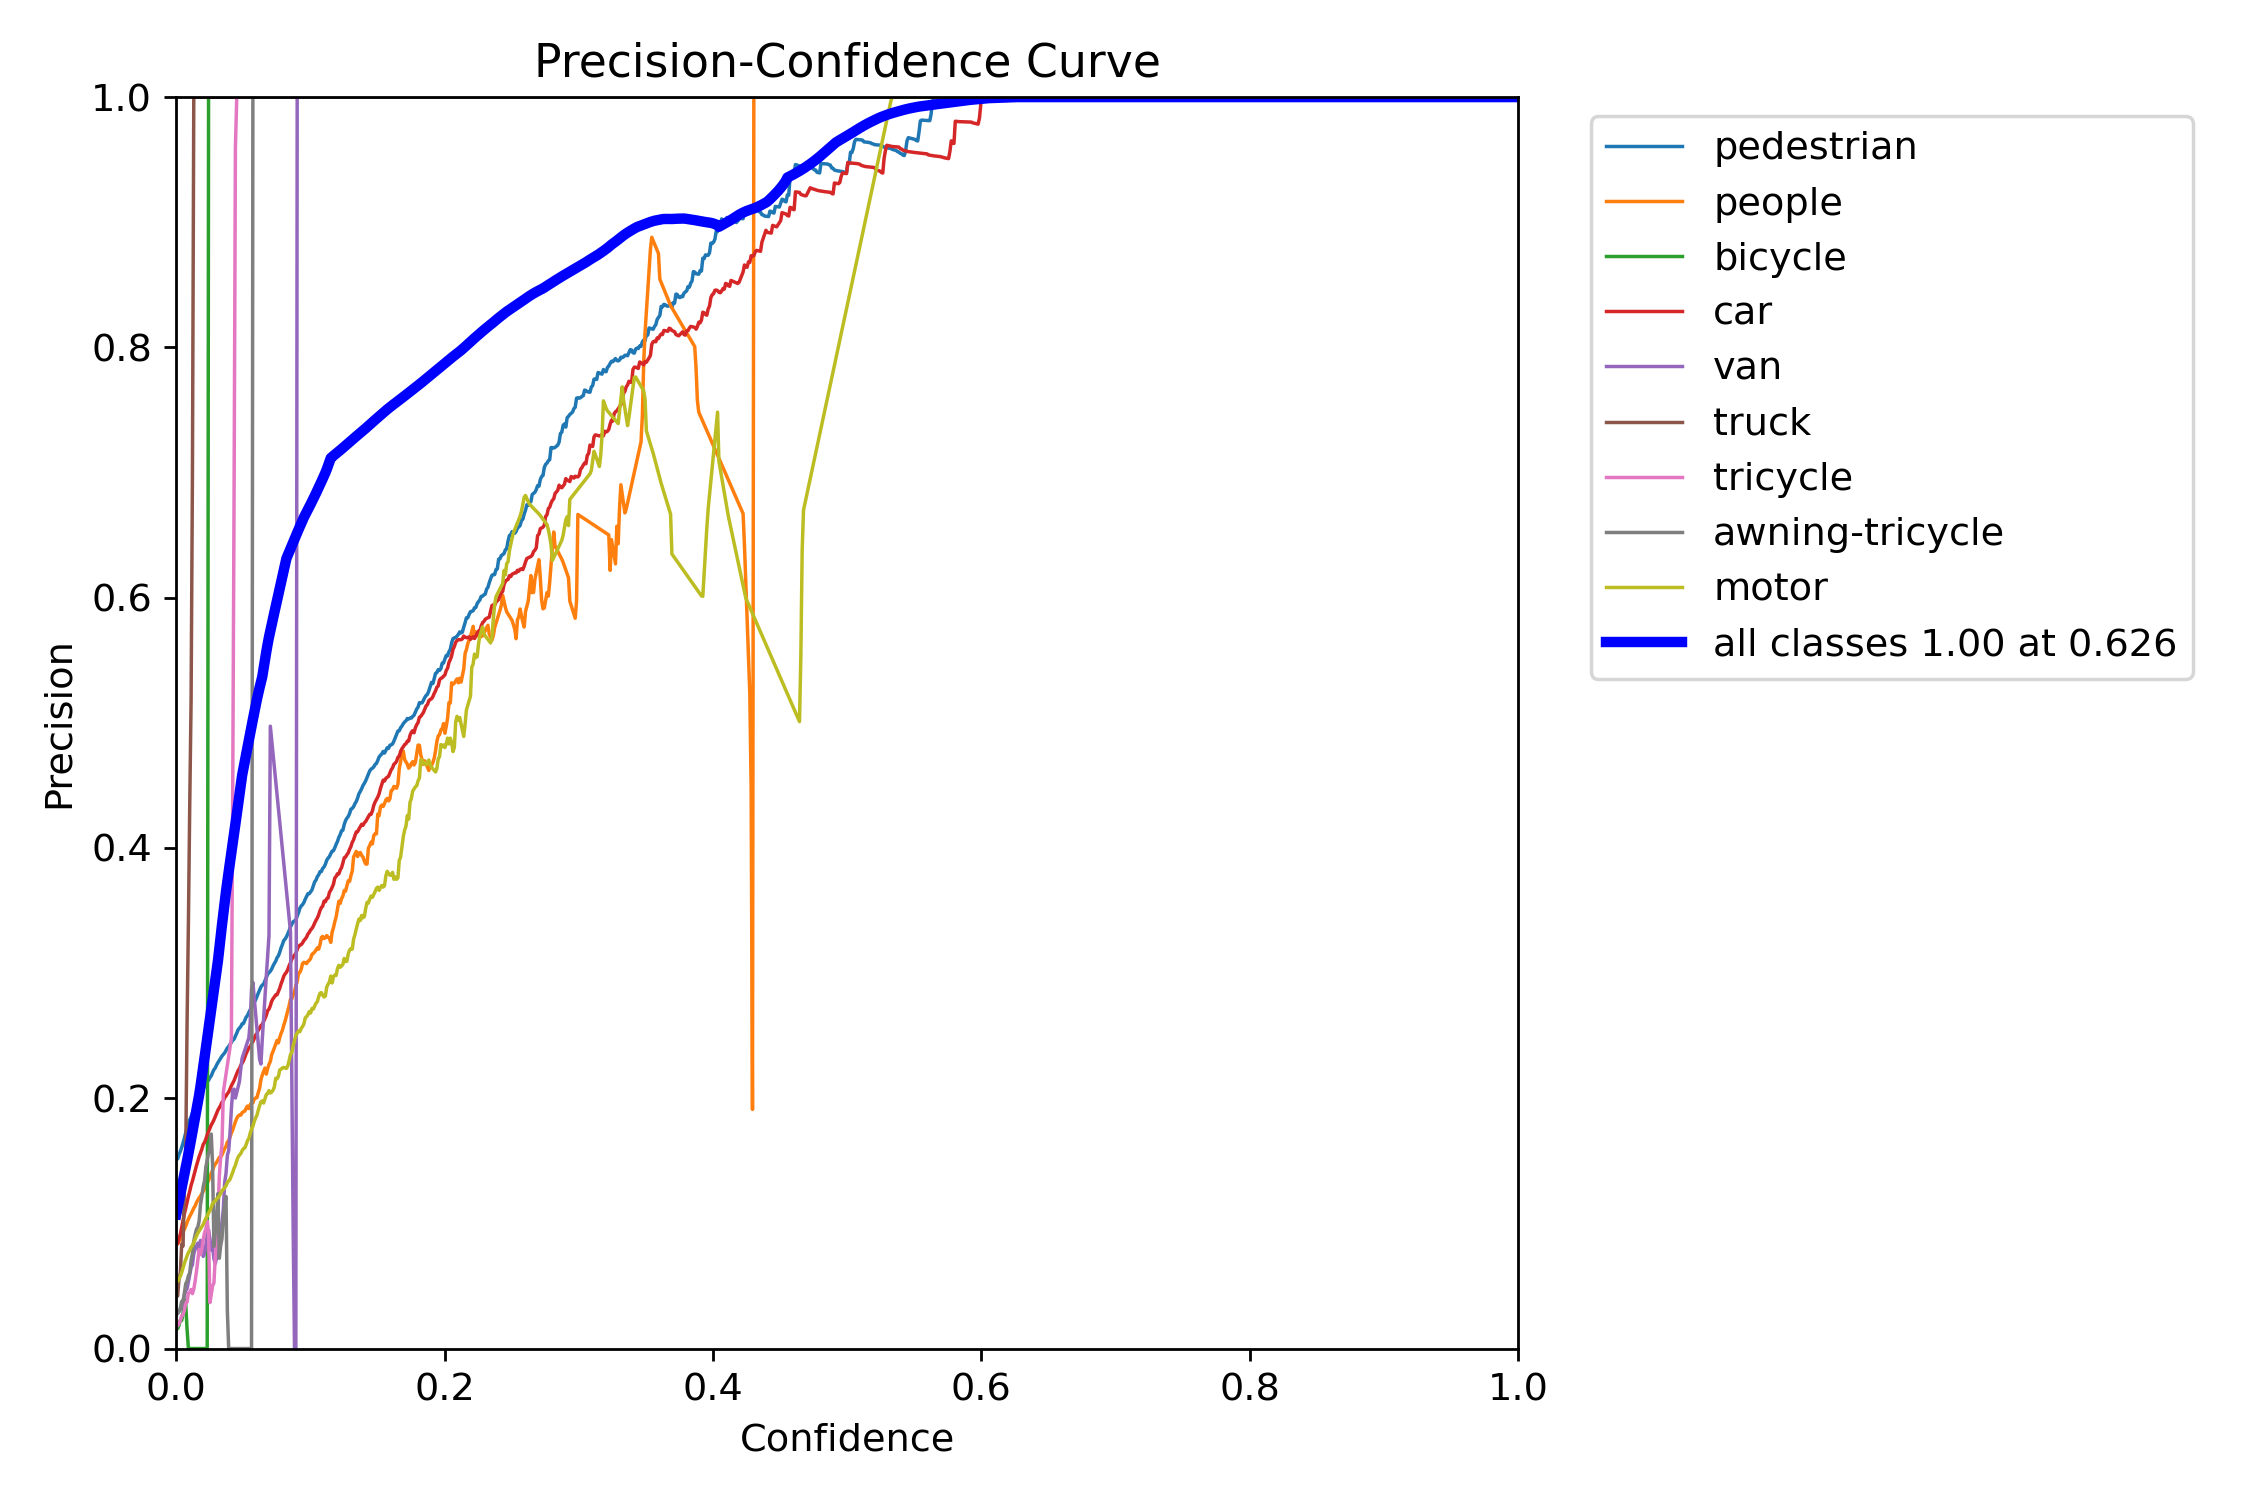 Precision-Confidence Curve
1.0
0.8
0.6
0.4
0.2
0.0
Precision
0.0 0.2 0.4 0.6 0.8 1.0
Confidence
pedestrian
people
bicycle
car
van
truck
tricycle
awning-tricycle
motor
all classes 1.00 at 0.626